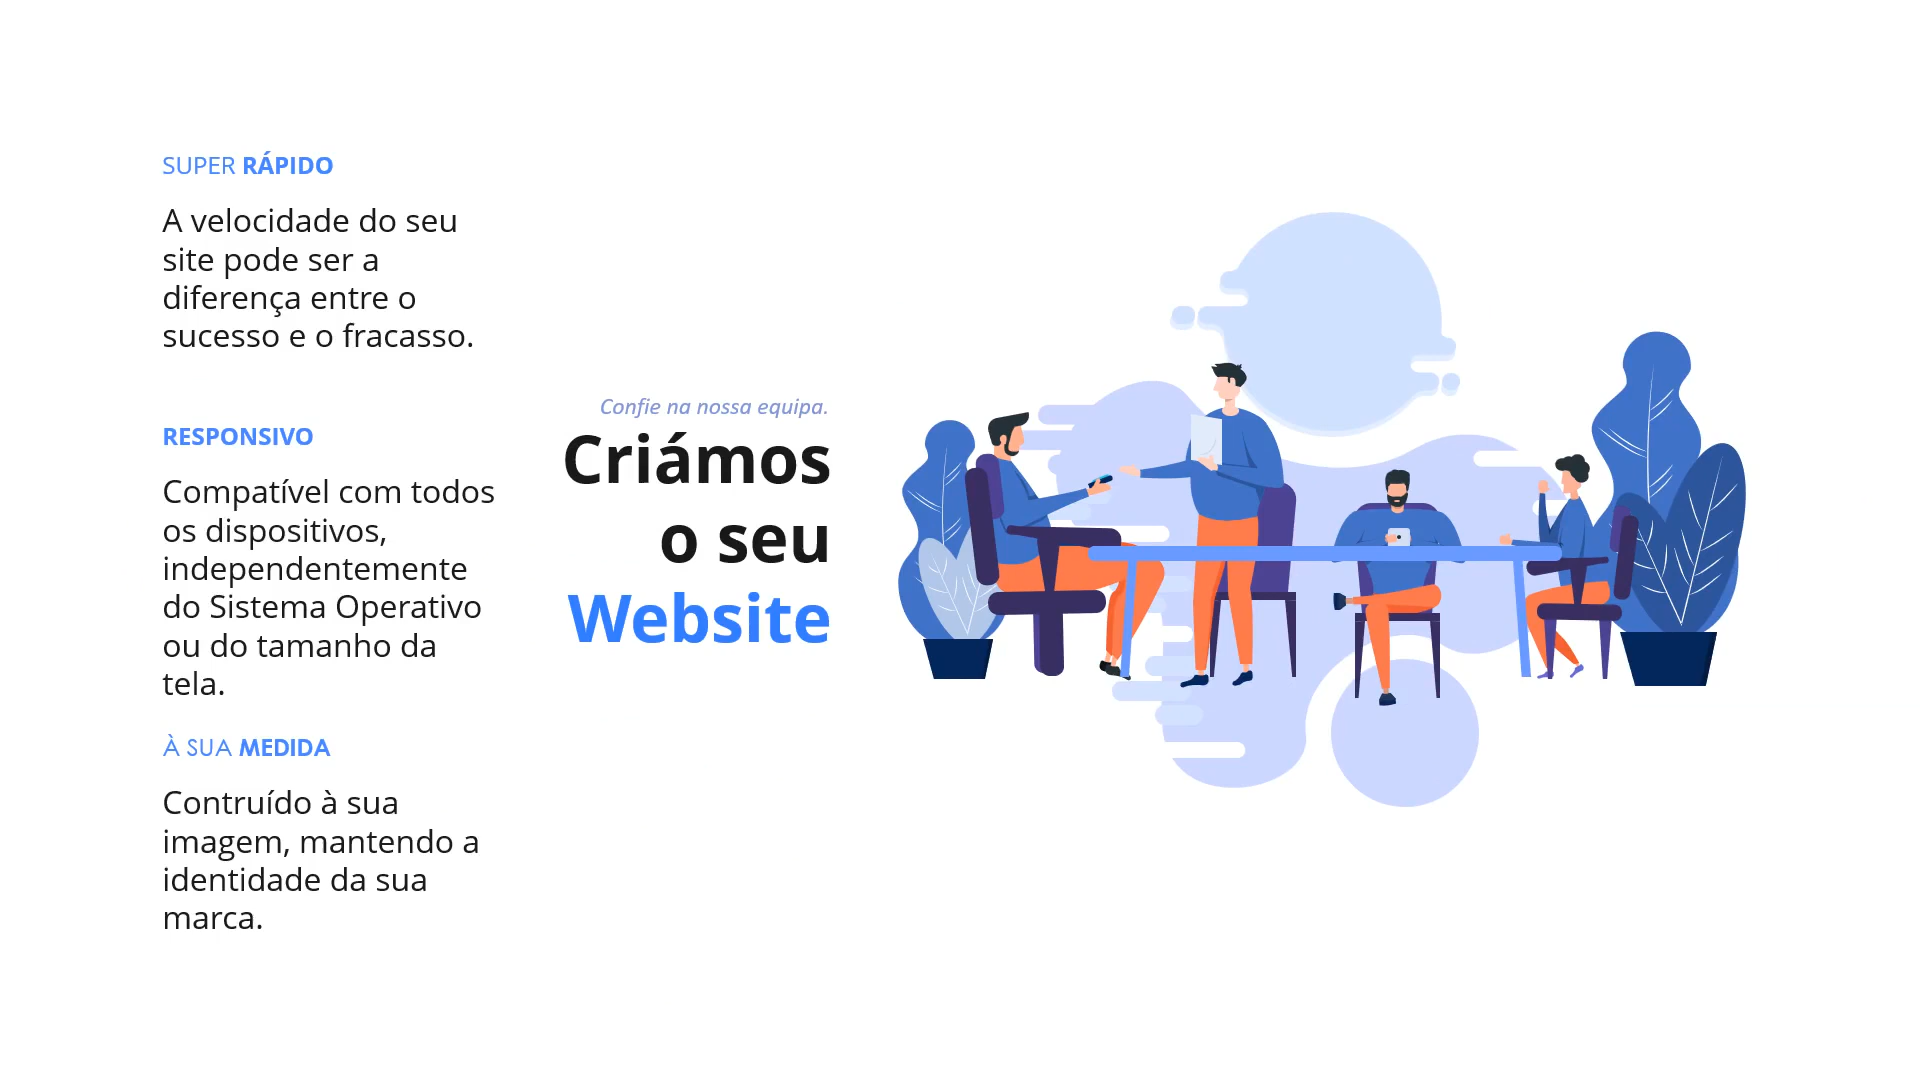 SUPER RÁPIDO
A velocidade do seu
site pode ser a
diferença entre o
sucesso e o fracasso.
RESPONSIVO
Compatível com todos
os dispositivos,
independentemente
do Sistema Operativo
ou do tamanho da
tela.
À SUA MEDIDA
Contruído à sua
imagem, mantendo a
identidade da sua
marca.
Confie na nossa equipa.
Criámos
o seu
Website